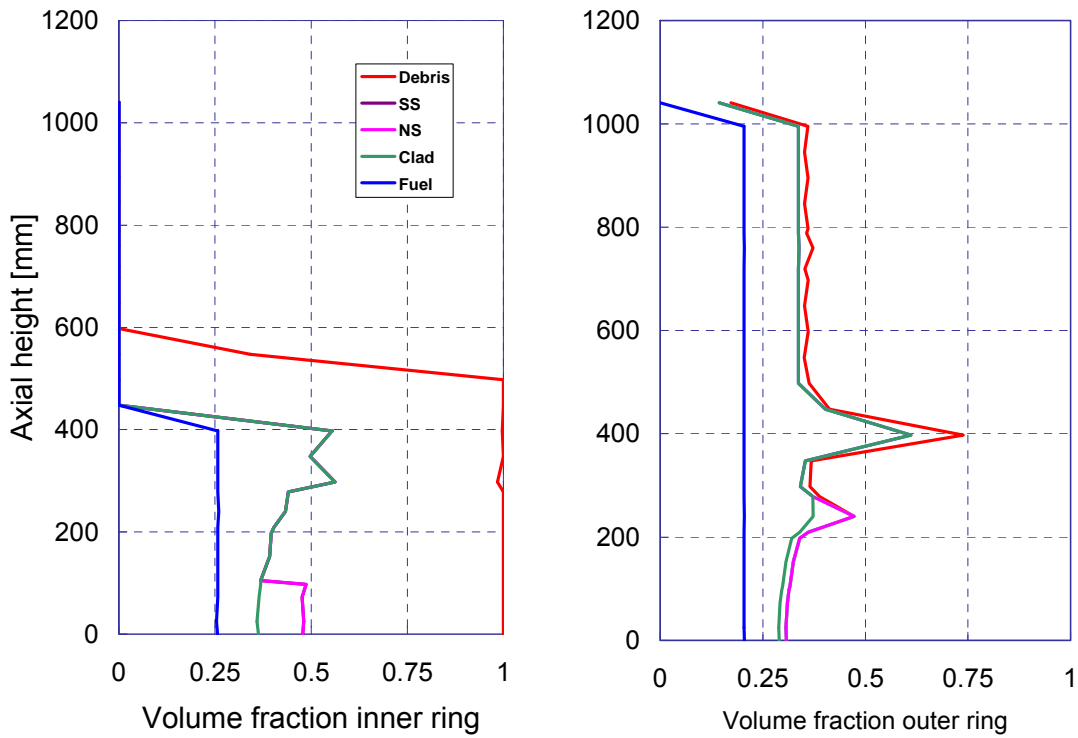 1200
1000
800
600
400
200
0
Axial height [mm]
Debris
SS
NS
Clad
Fuel
0 0.25 0.5 0.75 1
Volume fraction inner ring
1200
1000
800
600
400
200
0
0 0.25 0.5 0.75 1
Volume fraction outer ring